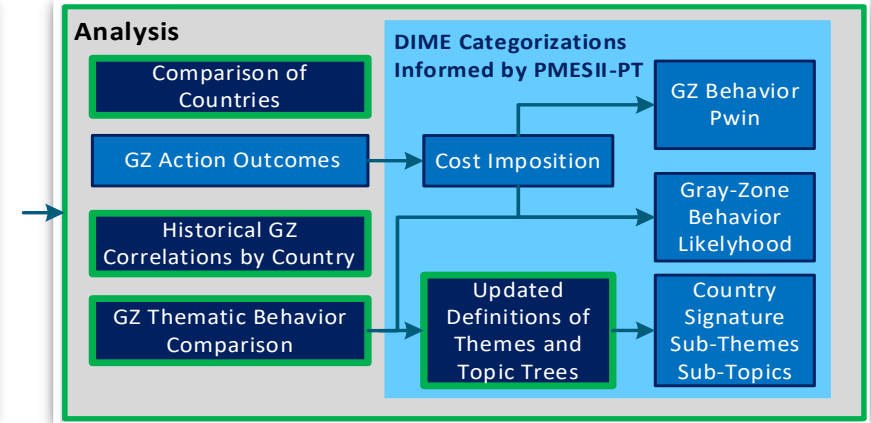 Analysis
Comparison of
Countries
GZ Action Outcomes
Historical GZ
Correlations by Country
GZ Thematic Behavior
Comparison
DIME Categorizations
Informed by PMESII-PT
Cost Imposition
Updated
Definitions of
Themes and
Topic Trees
GZ Behavior
Pwin
Gray-Zone
Behavior
Likelyhood
Country
Signature
Sub-Themes
Sub-Topics